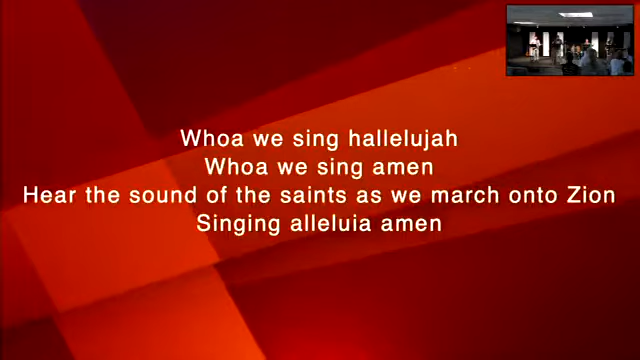 Whoa we sing hallelujah
Whoa we sing amen
Hear the sound of the saints as we march onto Zion
Singing alleluia amen